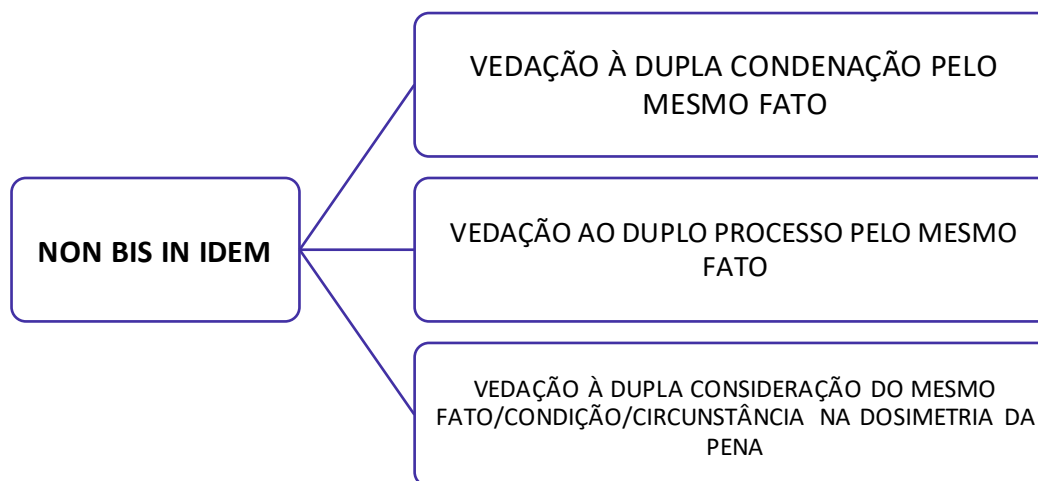 VEDAÇÃO À DUPLA CONDENAÇÃO PELO
MESMO FATO
NON BIS IN IDEM
VEDAÇÃO AO DUPLO PROCESSO PELO MESMO
FATO
VEDAÇÃO À DUPLA CONSIDERAÇÃO DO MESMO
FATO/CONDIÇÃO/CIRCUNSTÂNCIA NA DOSIMETRIA DA
PENA